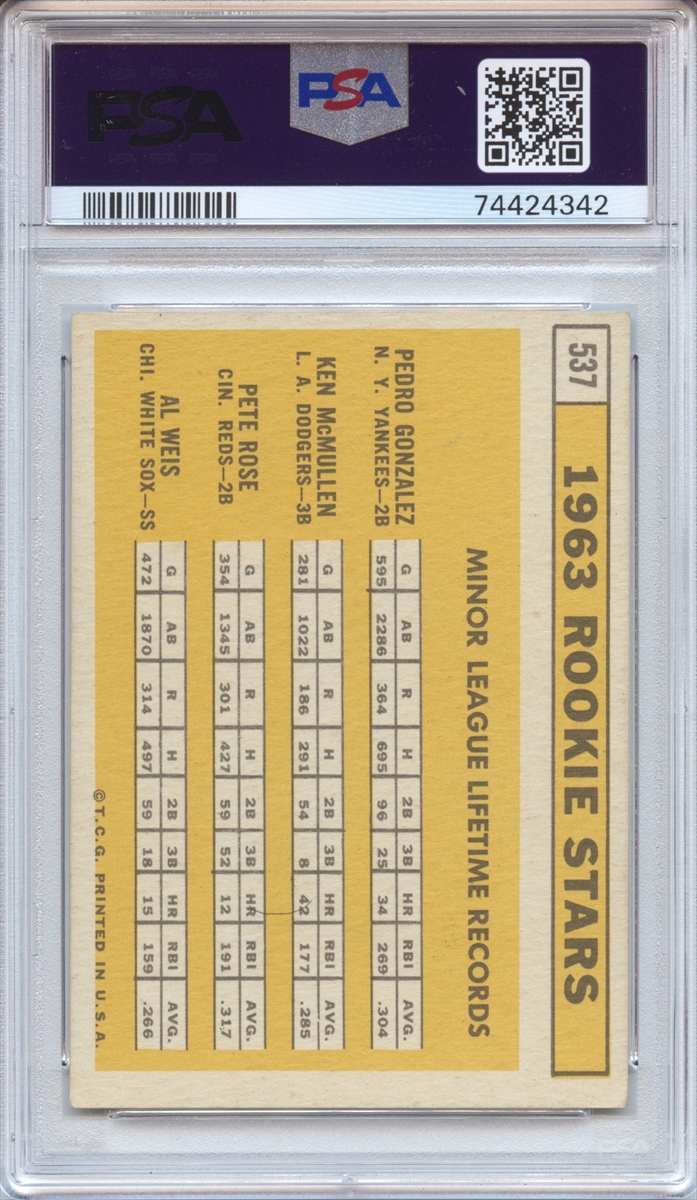 PSA
PSA
74424342
537
1963 ROOKIE STARS
MINOR LEAGUE LIFETIME RECORDS
PEDRO GONZALEZ
N. Y. YANKEES—2B
G AB R H 2B 3B HR RBI AVG.
595 2286 364 695 96 25 34 269 .304
KEN McMULLEN
L. A. DODGERS—3B
G AB R H 2B 3B HR RBI AVG.
281 1022 186 291 54 8 42 177 .285
PETE ROSE
CIN. REDS—2B
G AB R H 2B 3B HR RBI AVG.
354 1345 301 427 59 52 12 191 .317
AL WEIS
CHI. WHITE SOX—SS
G AB R H 2B 3B HR RBI AVG.
472 1870 314 497 59 18 15 159 .266
©T.C.G. PRINTED IN U.S.A.
PSA